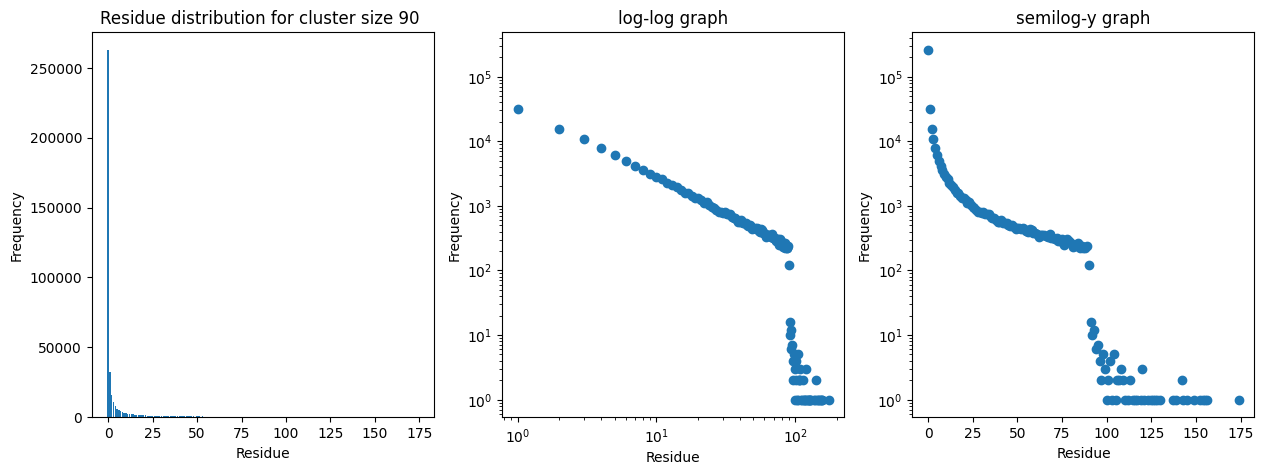 Residue distribution for cluster size 90
Frequency
250000
200000
150000
100000
50000
0
0 25 50 75 100 125 150 175
Residue
log-log graph
Frequency
10^5
10^4
10^3
10^2
10^1
10^0
10^0 10^1 10^2
Residue
semilog-y graph
Frequency
10^5
10^4
10^3
10^2
10^1
10^0
0 25 50 75 100 125 150 175
Residue